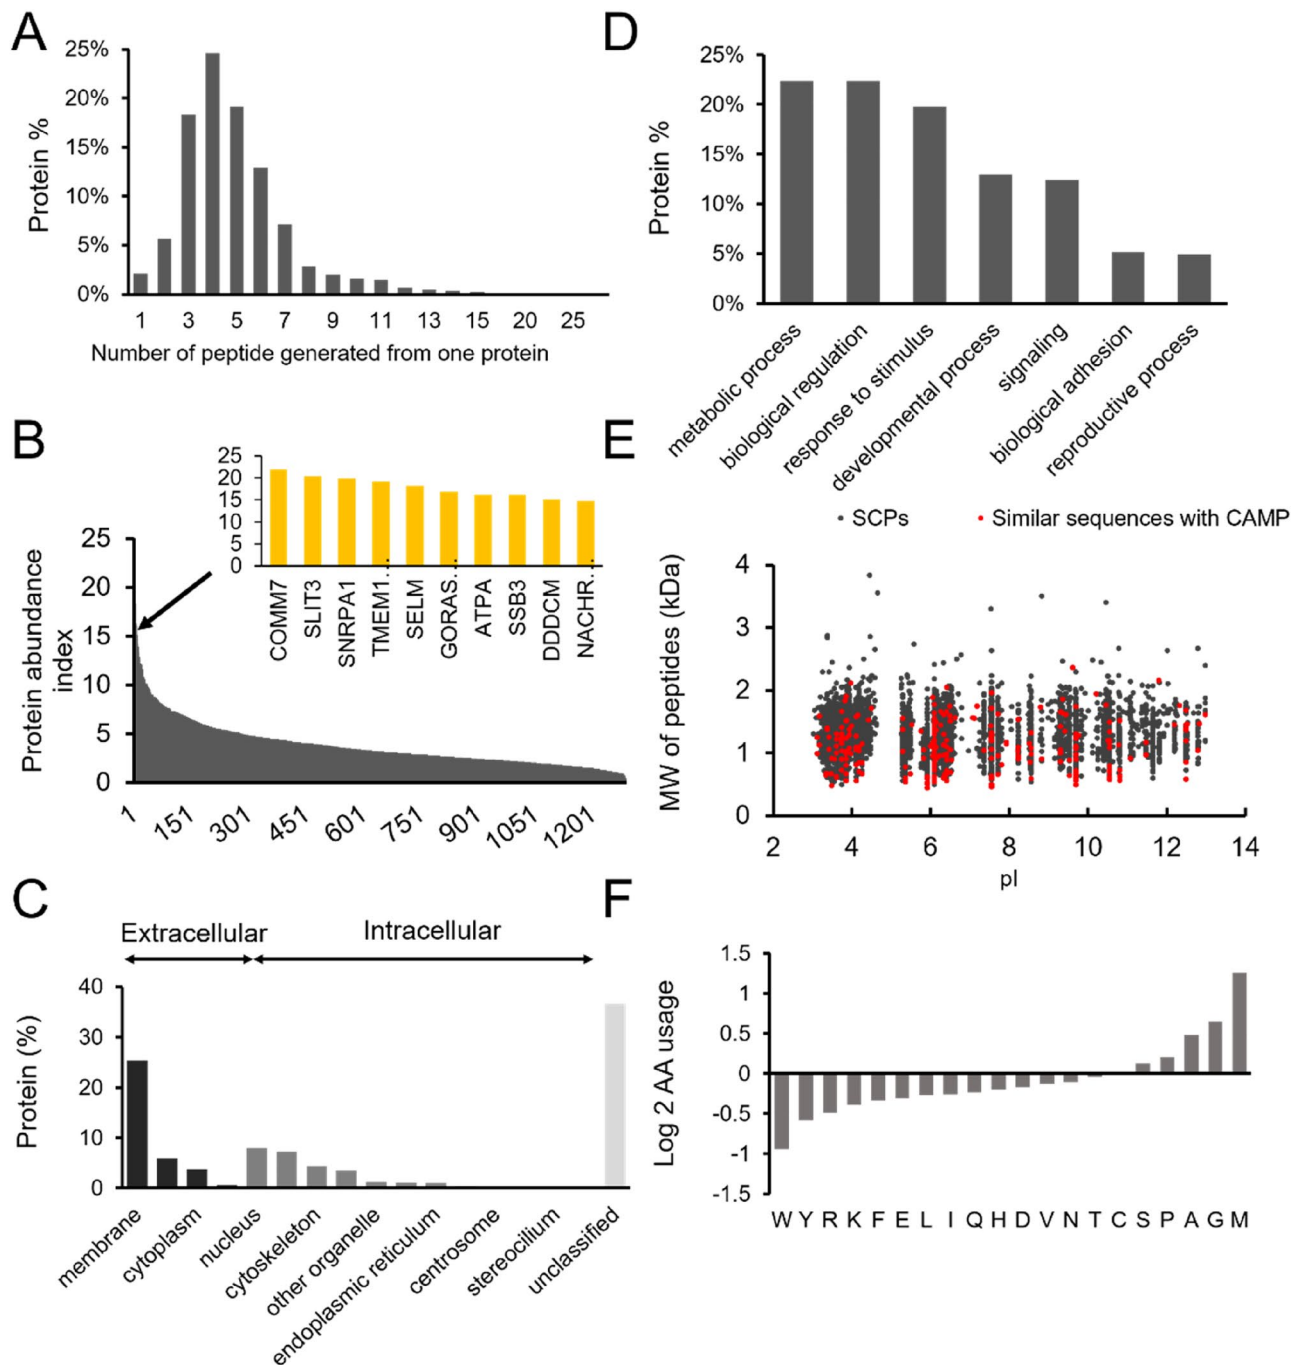 A
25%
20%
15%
10%
5%
0%
Protein %
1 3 5 7 9 11 13 15 20 25
Number of peptide generated from one protein
D
25%
20%
15%
10%
5%
0%
Protein %
metabolic process
biological regulation
response to stimulus
developmental process
signaling
biological adhesion
reproductive process
B
25
20
15
10
5
0
COMM7
SLIT3
SNRPA1
TMEM1..
SELM
GORAS..
ATPA
SSB3
DDDCM
NACHR..
25
20
15
10
5
0
Protein abundance
index
1 151 301 451 601 751 901 1051 1201
E
SCPs Similar sequences with CAMP
4
3
2
1
0
MW of peptides (kDa)
2 4 6 8 10 12 14
pI
C
Extracellular Intracellular
40
30
20
10
0
Protein (%)
membrane
cytoplasm
nucleus
cytoskeleton
other organelle
endoplasmic reticulum
centrosome
stereocilium
unclassified
F
1.5
1
0.5
0
-0.5
-1
-1.5
Log 2 AA usage
W Y R K F E L I Q H D V N T C S P A G M